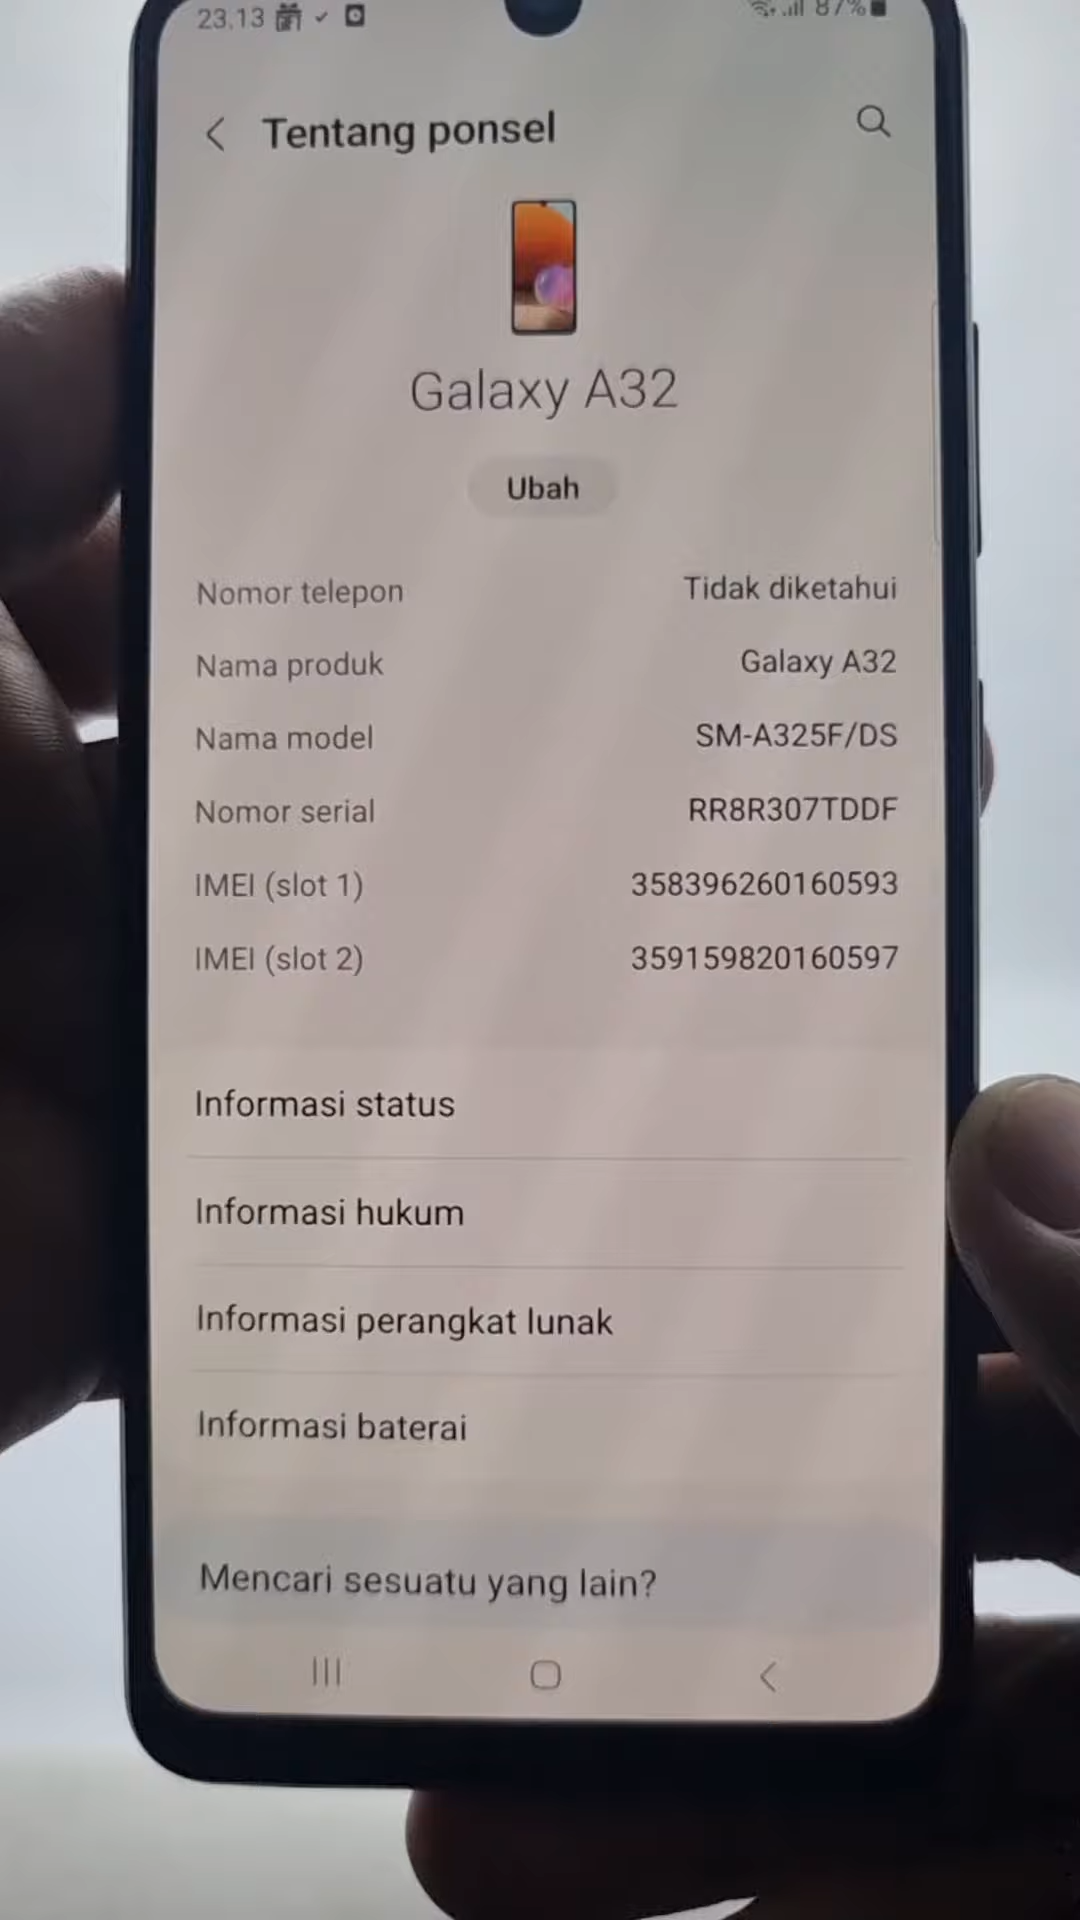 23.13 87%
Tentang ponsel
Galaxy A32
Ubah
Nomor telepon Tidak diketahui
Nama produk Galaxy A32
Nama model SM-A325F/DS
Nomor serial RR8R307TDDF
IMEI (slot 1) 358396260160593
IMEI (slot 2) 359159820160597
Informasi status
Informasi hukum
Informasi perangkat lunak
Informasi baterai
Mencari sesuatu yang lain?